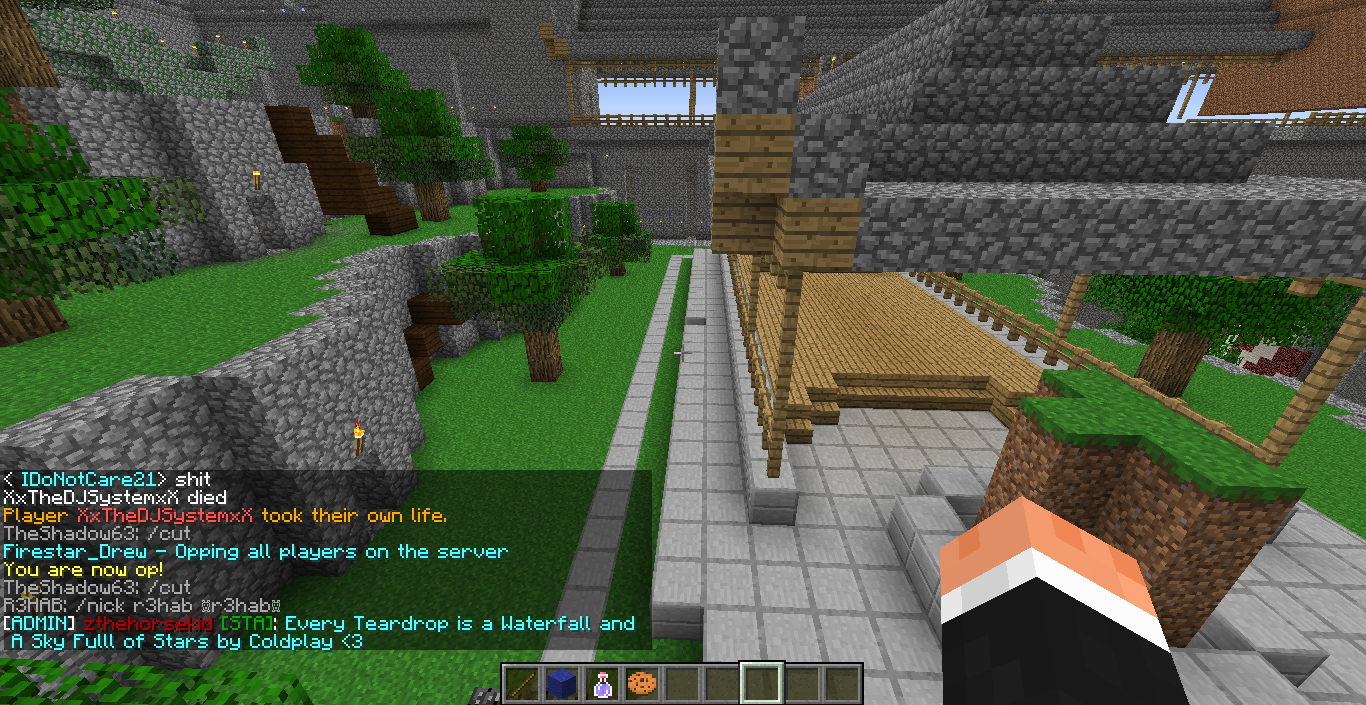 < IDoNotCare21> shit
XxTheDJSystemxX died
Player XxTheDJSystemxX took their own life.
TheShadow63: /cut
Firestar_Drew - Opping all players on the server
You are now op!
TheShadow63: /cut
R3HAB: /nick r3hab r3hab
[ADMIN] zthehorsekid [STA]: Every Teardrop is a Waterfall and
A Sky Fulll of Stars by Coldplay <3